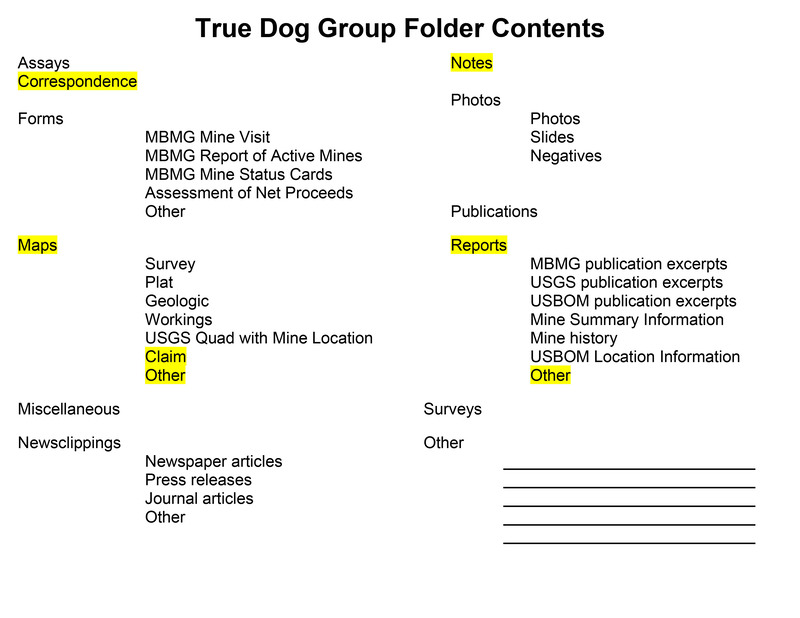 True Dog Group Folder Contents
Assays
Correspondence
Forms
MBMG Mine Visit
MBMG Report of Active Mines
MBMG Mine Status Cards
Assessment of Net Proceeds
Other
Maps
Survey
Plat
Geologic
Workings
USGS Quad with Mine Location
Claim
Other
Miscellaneous
Newsclippings
Newspaper articles
Press releases
Journal articles
Other
Notes
Photos
Photos
Slides
Negatives
Publications
Reports
MBMG publication excerpts
USGS publication excerpts
USBOM publication excerpts
Mine Summary Information
Mine history
USBOM Location Information
Other
Surveys
Other